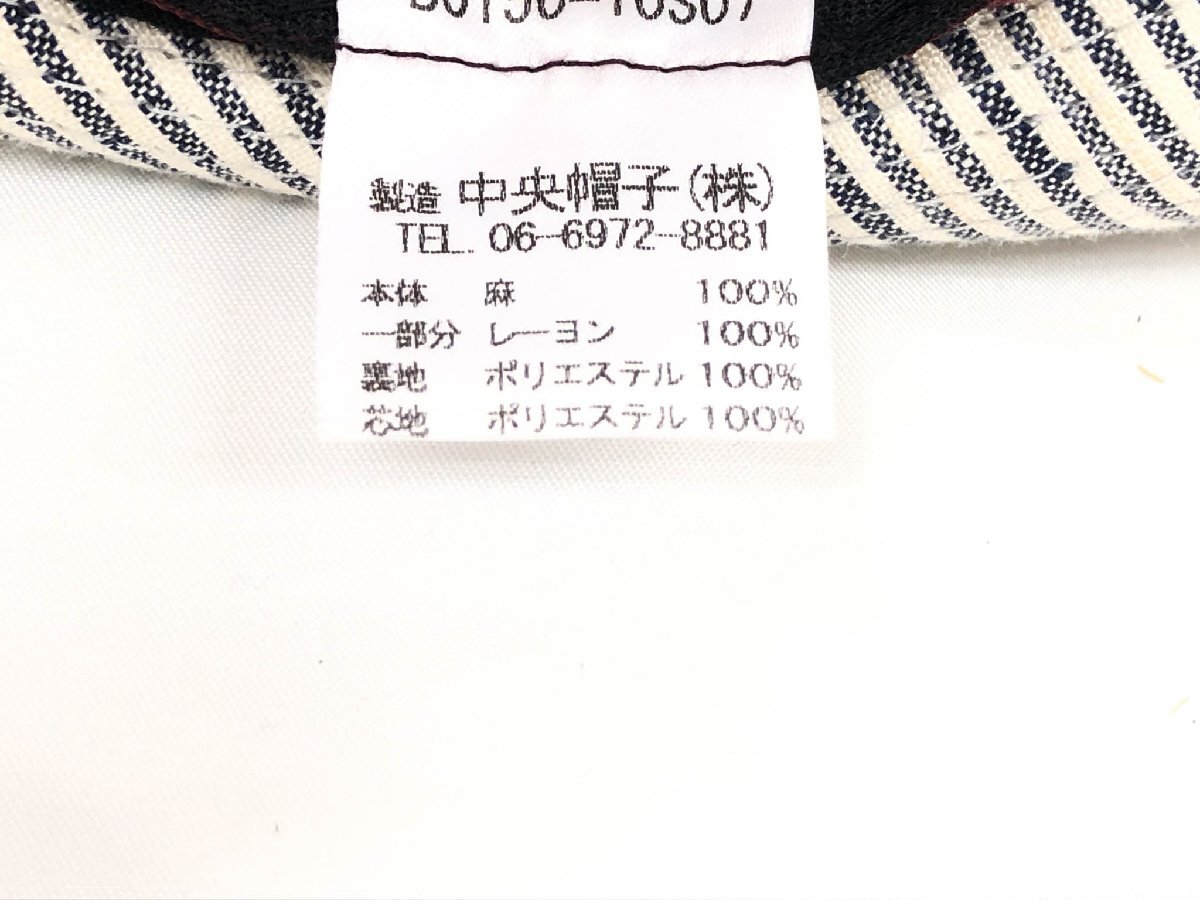 製造 中央帽子(株)
TEL. 06-6972-8881
本体 麻 100%
一部分 レーヨン 100%
裏地 ポリエステル 100%
芯地 ポリエステル 100%